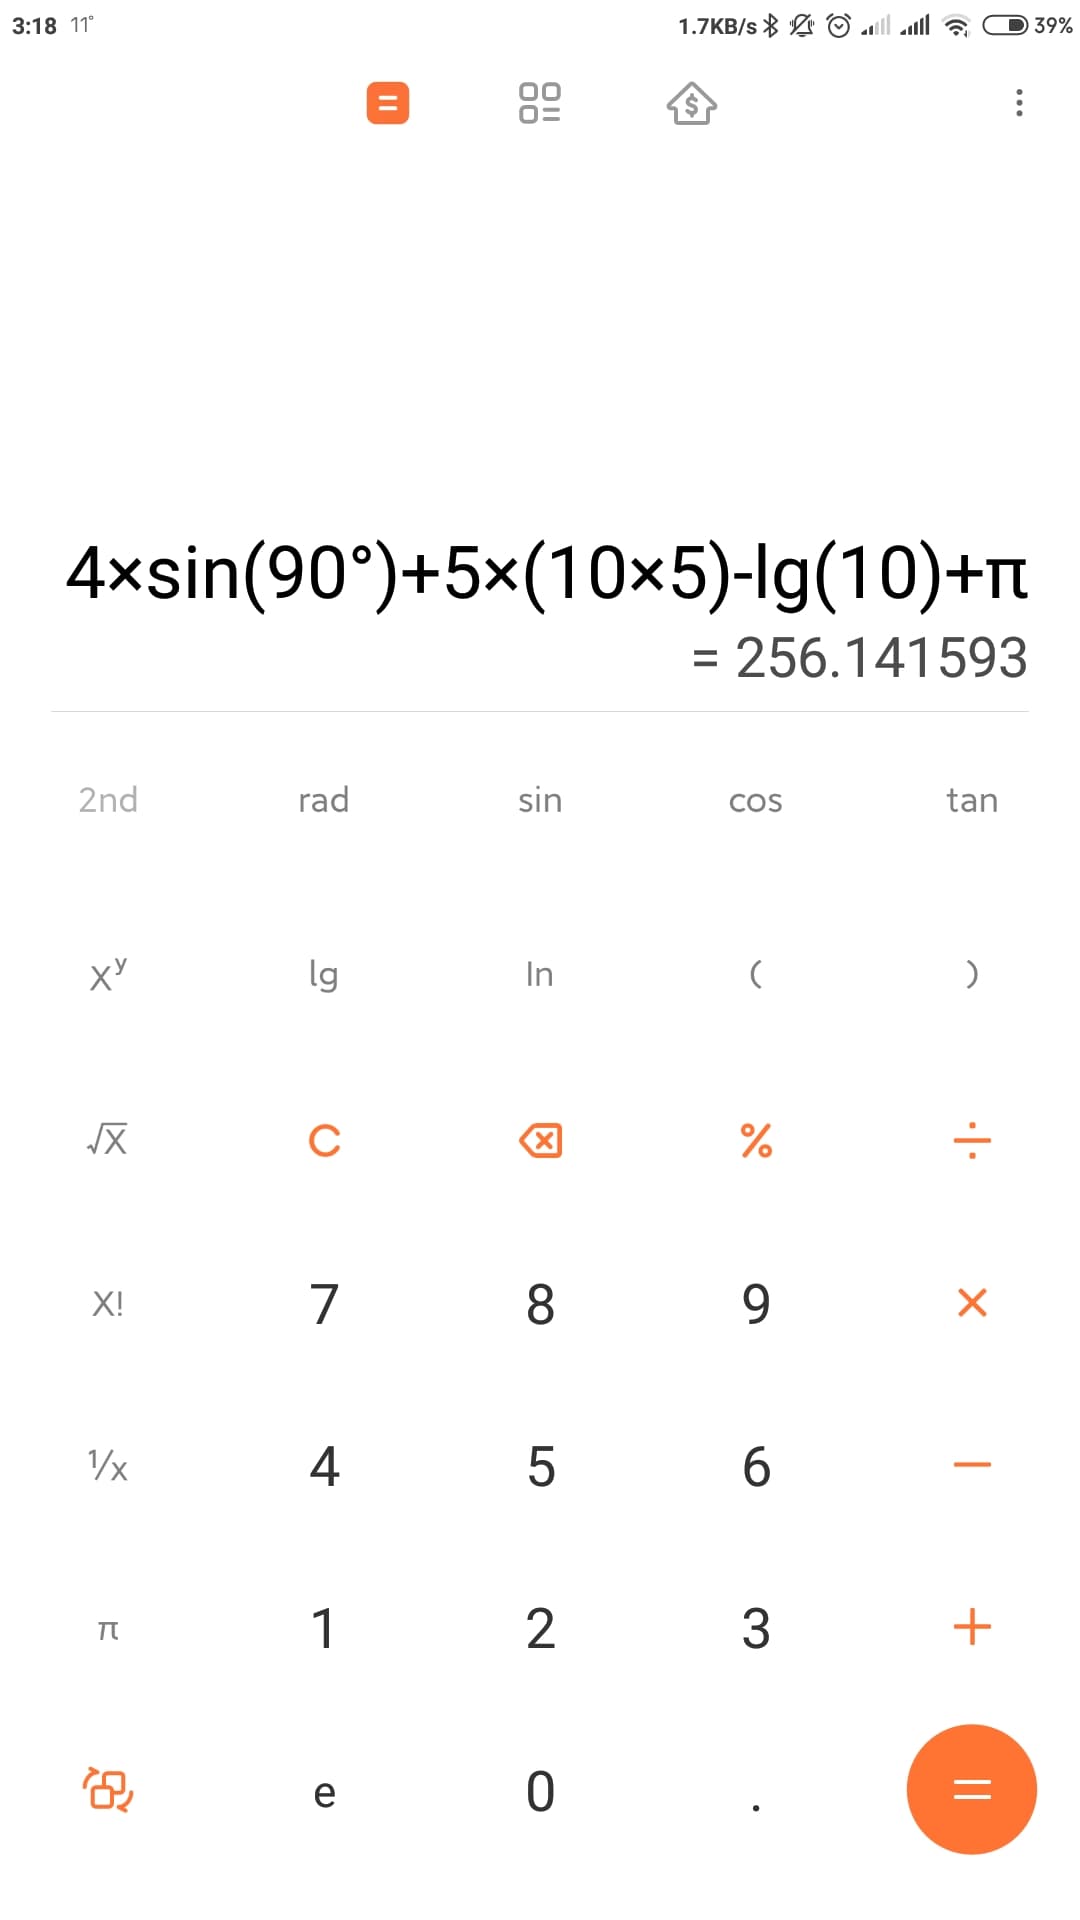 3:18 11° 1.7KB/s 39%
4×sin(90°)+5×(10×5)-lg(10)+π
= 256.141593
2nd rad sin cos tan
Xʸ lg ln ( )
√X C % ÷
X! 7 8 9 ×
¹/x 4 5 6 −
π 1 2 3 +
e 0 . =